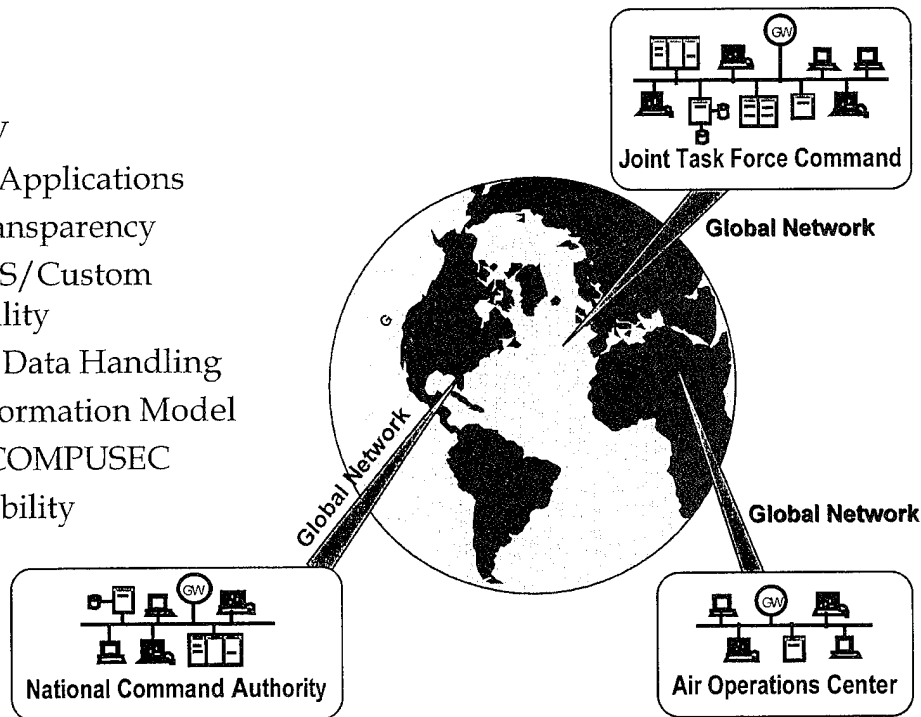 y
Applications
ansparency
S/Custom
lity
Data Handling
ormation Model
COMPUSEC
bility
GW
Joint Task Force Command
Global Network
G
Global Network
Global Network
GW
National Command Authority
GW
Air Operations Center